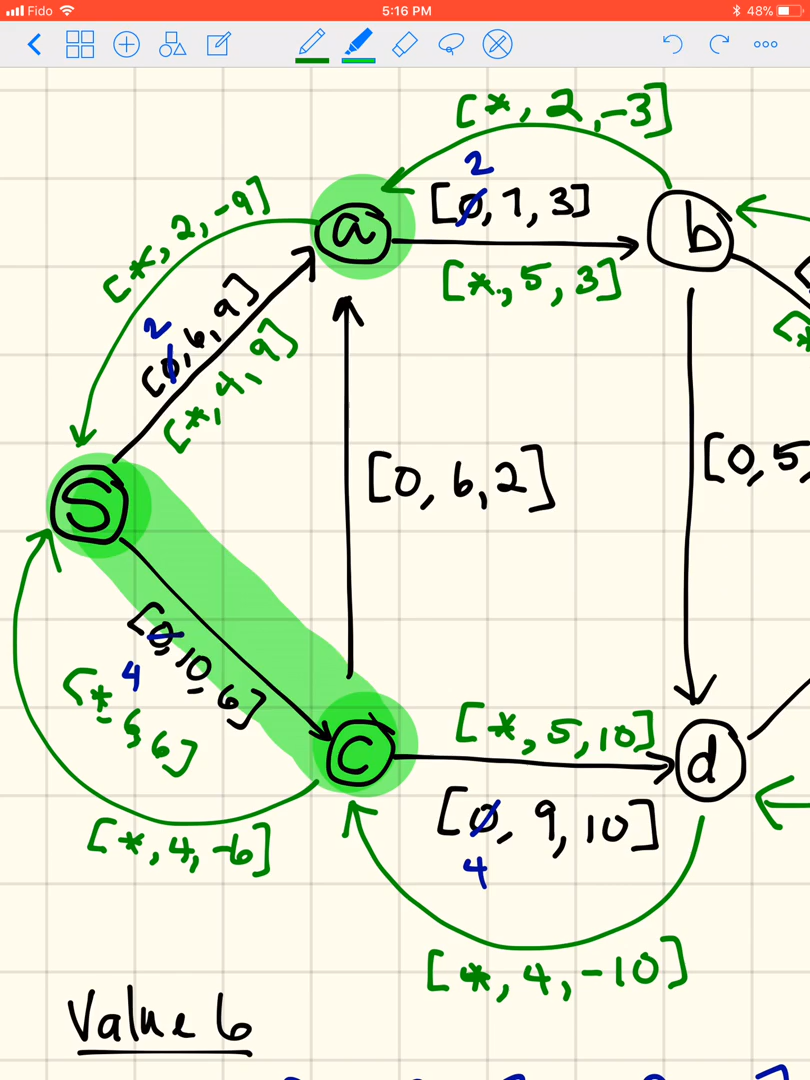 Fido
5:16 PM
48%
[*, 2, -3]
2
[0, 7, 3]
a
b
[*, 5, 3]
[*, 2, -9]
2
[0, 6, 9]
[*, 4, 9]
[0, 6, 2]
[0, 5,
S
[0, 10, 6]
4
[*, 6, 6]
[*, 5, 10]
c
d
[0, 9, 10]
4
[*, 4, -6]
[*, 4, -10]
Value 6